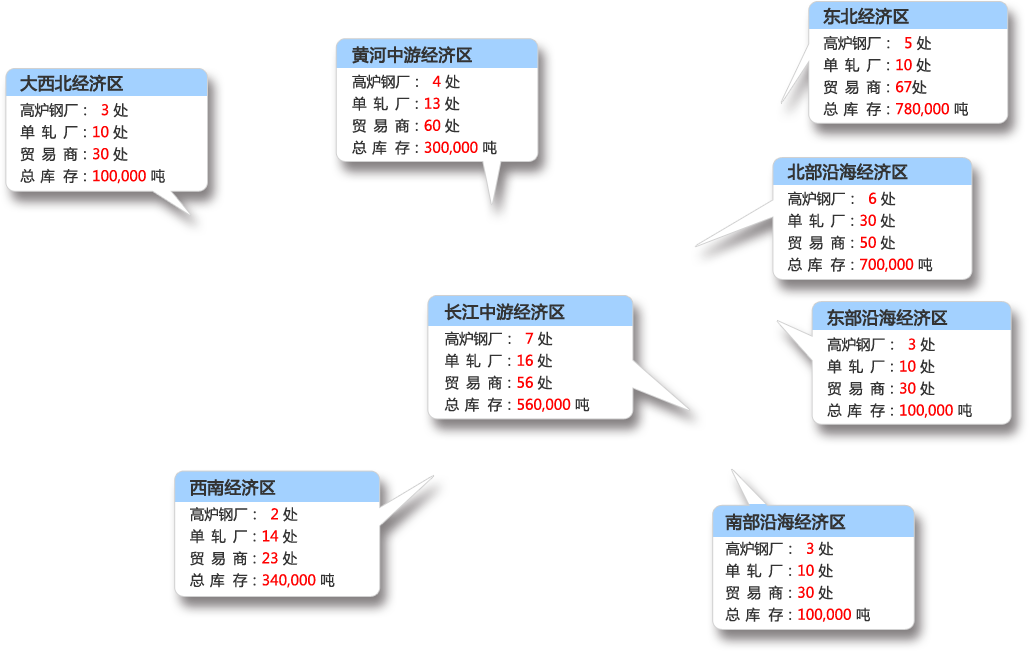 东北经济区
高炉钢厂： 5 处
单 轧 厂：10 处
贸 易 商：67处
总 库 存：780,000 吨
黄河中游经济区
高炉钢厂： 4 处
单 轧 厂：13 处
贸 易 商：60 处
总 库 存：300,000 吨
大西北经济区
高炉钢厂： 3 处
单 轧 厂：10 处
贸 易 商：30 处
总 库 存：100,000 吨
北部沿海经济区
高炉钢厂： 6 处
单 轧 厂：30 处
贸 易 商：50 处
总 库 存：700,000 吨
长江中游经济区
高炉钢厂： 7 处
单 轧 厂：16 处
贸 易 商：56 处
总 库 存：560,000 吨
东部沿海经济区
高炉钢厂： 3 处
单 轧 厂：10 处
贸 易 商：30 处
总 库 存：100,000 吨
西南经济区
高炉钢厂： 2 处
单 轧 厂：14 处
贸 易 商：23 处
总 库 存：340,000 吨
南部沿海经济区
高炉钢厂： 3 处
单 轧 厂：10 处
贸 易 商：30 处
总 库 存：100,000 吨